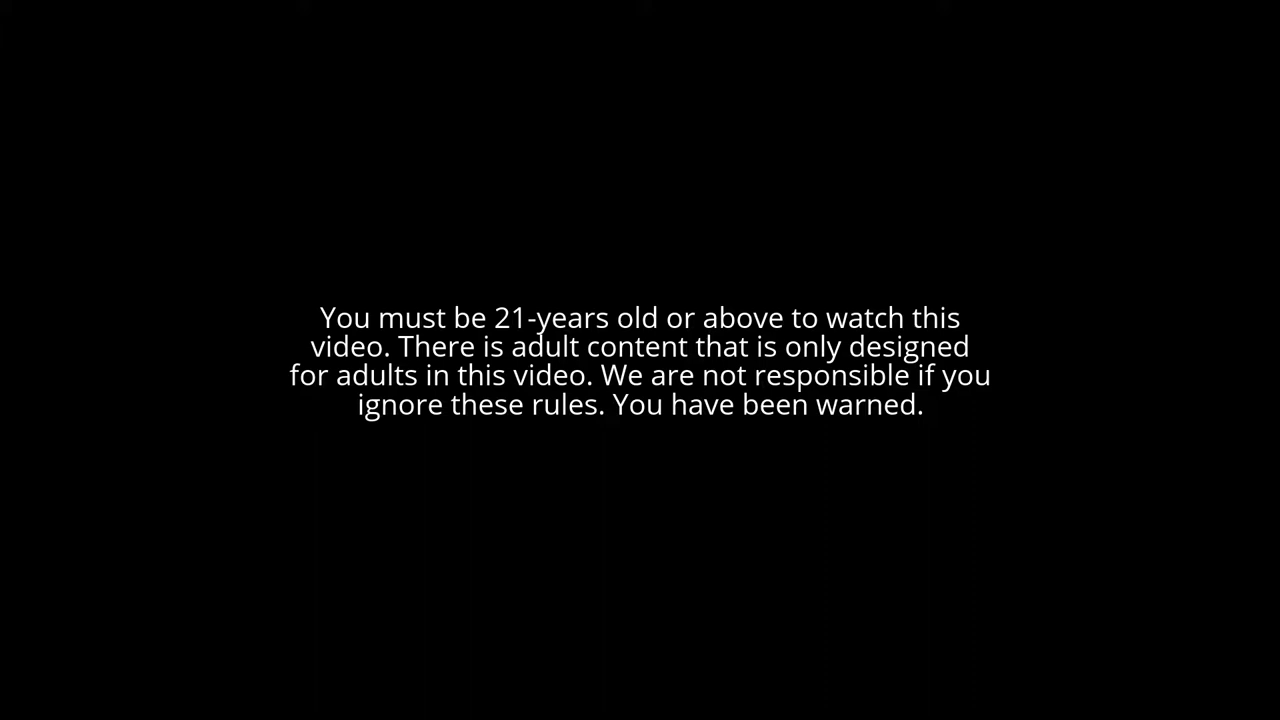 You must be 21-years old or above to watch this
video. There is adult content that is only designed
for adults in this video. We are not responsible if you
ignore these rules. You have been warned.